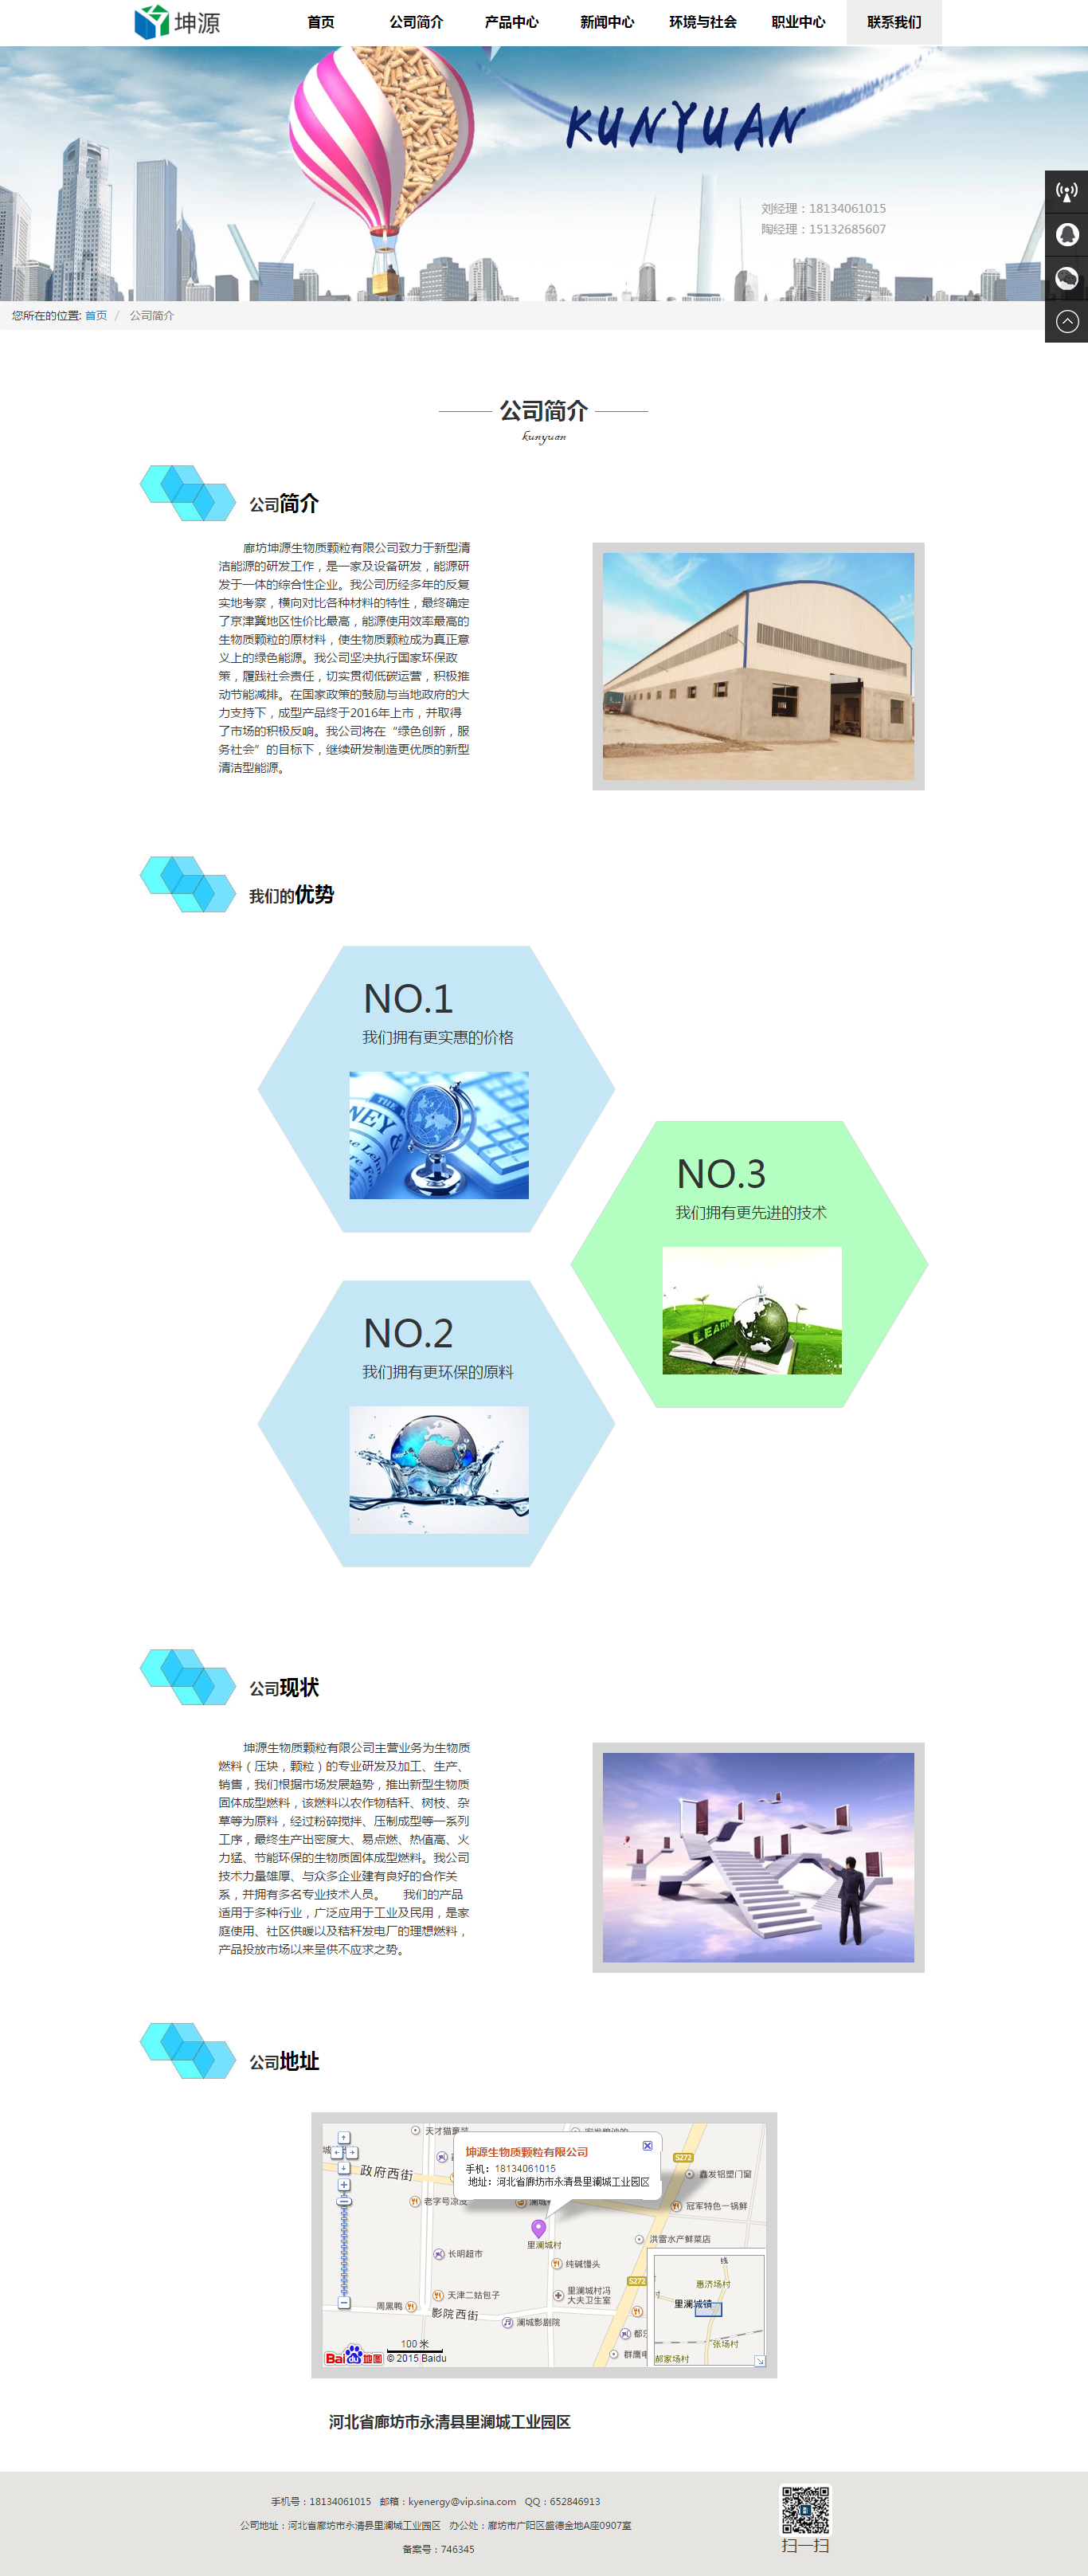 坤源
首页 公司简介 产品中心 新闻中心 环境与社会 职业中心 联系我们
KUNYUAN
刘经理：18134061015
陶经理：15132685607
您所在的位置: 首页 / 公司简介
公司简介
kunyuan
公司简介
廊坊坤源生物质颗粒有限公司致力于新型清
洁能源的研发工作，是一家及设备研发，能源研
发于一体的综合性企业。我公司历经多年的反复
实地考察，横向对比各种材料的特性，最终确定
了京津冀地区性价比最高，能源使用效率最高的
生物质颗粒的原材料，使生物质颗粒成为真正意
义上的绿色能源。我公司坚决执行国家环保政
策，履践社会责任，切实贯彻低碳运营，积极推
动节能减排。在国家政策的鼓励与当地政府的大
力支持下，成型产品终于2016年上市，并取得
了市场的积极反响。我公司将在“绿色创新，服
务社会”的目标下，继续研发制造更优质的新型
清洁型能源。
我们的优势
NO.1
我们拥有更实惠的价格
NO.3
我们拥有更先进的技术
LEARN
NO.2
我们拥有更环保的原料
公司现状
坤源生物质颗粒有限公司主营业务为生物质
燃料（压块，颗粒）的专业研发及加工、生产、
销售，我们根据市场发展趋势，推出新型生物质
固体成型燃料，该燃料以农作物秸秆、树枝、杂
草等为原料，经过粉碎搅拌、压制成型等一系列
工序，最终生产出密度大、易点燃、热值高、火
力猛、节能环保的生物质固体成型燃料。我公司
技术力量雄厚、与众多企业建有良好的合作关
系，并拥有多名专业技术人员。 我们的产品
适用于多种行业，广泛应用于工业及民用，是家
庭使用、社区供暖以及秸秆发电厂的理想燃料，
产品投放市场以来呈供不应求之势。
公司地址
天才猫童装
坤源生物质颗粒有限公司
手机：18134061015
地址：河北省廊坊市永清县里澜城工业园区
政府西街
S272
鑫发铝塑门窗
老字号凉皮
冠军特色一锅鲜
洪雷水产鲜菜店
里澜城村
长明超市
纯碱馒头
S272
惠济场村
天津二姑包子
里澜城村冯
大夫卫生室
里澜城镇
周黑鸭
影院西街
澜城影剧院
张场村
郝家场村
100 米
Bai du 地图
© 2015 Baidu
河北省廊坊市永清县里澜城工业园区
手机号：18134061015 邮箱：kyenergy@vip.sina.com QQ：652846913
公司地址：河北省廊坊市永清县里澜城工业园区 办公处：廊坊市广阳区盛德金地A座0907室
备案号：746345
扫一扫